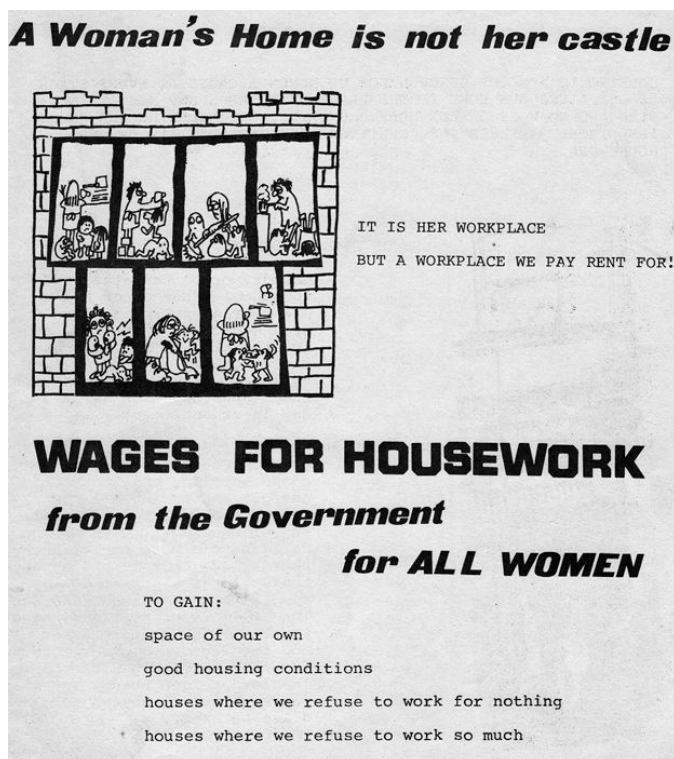 A Woman's Home is not her castle
IT IS HER WORKPLACE
BUT A WORKPLACE WE PAY RENT FOR!
WAGES FOR HOUSEWORK
from the Government
for ALL WOMEN
TO GAIN:
space of our own
good housing conditions
houses where we refuse to work for nothing
houses where we refuse to work so much